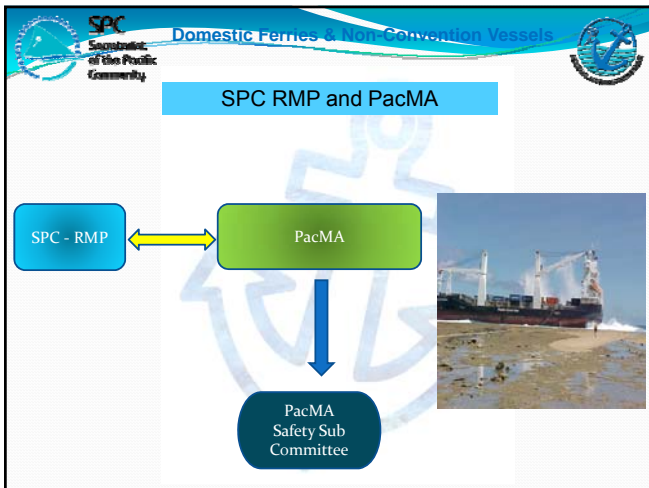 SPC
Secretariat
of the Pacific
Community
Domestic Ferries & Non-Convention Vessels
SPC RMP and PacMA
SPC - RMP
PacMA
PacMA
Safety Sub
Committee